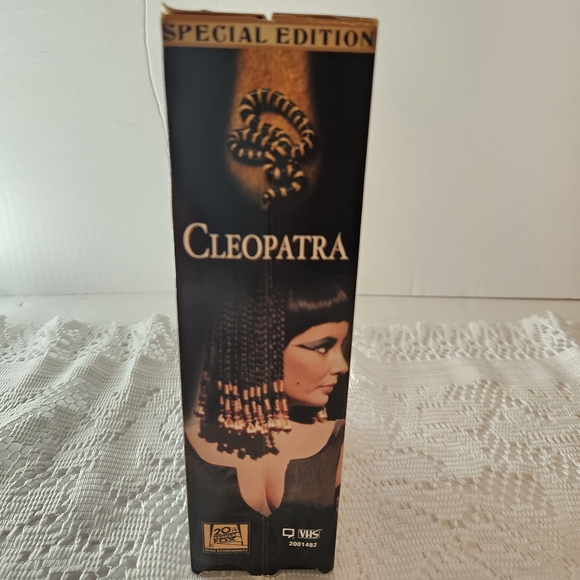 SPECIAL EDITION
CLEOPATRA
20th
CENTURY
FOX
VHS
2001482